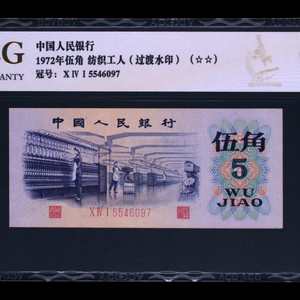 G
RANTY
中国人民银行
1972年伍角 纺织工人（过渡水印）（☆☆）
冠号：X IV I 5546097
中国人民银行
伍角
5
WU
JIAO
X IV I 5546097